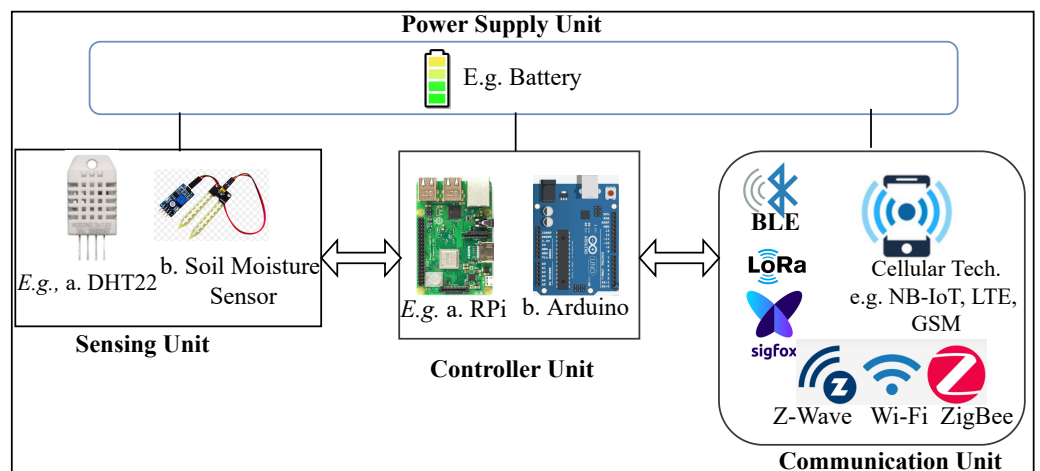 Power Supply Unit
E.g. Battery
E.g., a. DHT22
b. Soil Moisture
Sensor
Sensing Unit
E.g. a. RPi
b. Arduino
Controller Unit
BLE
LoRa
sigfox
Cellular Tech.
e.g. NB-IoT, LTE,
GSM
Z-Wave
Wi-Fi
ZigBee
Communication Unit